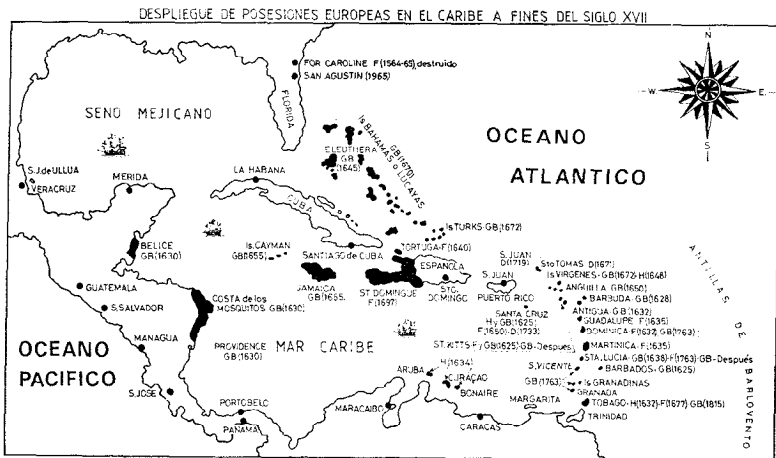 DESPLIEGUE DE POSESIONES EUROPEAS EN EL CARIBE A FINES DEL SIGLO XVII
FOR CAROLINE F(1564-65), destruido
SAN AGUSTIN (1965)
FLORIDA
SENO MEJICANO
N
W
E.
S
OCEANO
ATLANTICO
Is BAHAMAS o LUCAYAS
GB(1670)
ELEUTHERA
GB
(1645)
S.J.de ULLUA
VERACRUZ
MERIDA
LA HABANA
CUBA
Is TURKS-GB(1672)
TORTUGA-F(1640)
BELICE
GB(1630)
Is.CAYMAN
GB(1655)
SANTIAGO de CUBA
JAMAICA
GB(1655.
ST DOMINGUE
F(1697)
ESPAÑOLA
STO.
DOMINGO
S. JUAN
D(1719)
S.JUAN
PUERTO RICO
SANTA CRUZ
H y GB(1625)
F(1650)-D(1733)
Sto TOMAS D(1671)
Is VIRGENES-GB(1672-H(1648)
ANGUILLA GB(1650)
BARBUDA-GB(1628)
ANTIGUA-GB(1632)
GUADALUPE F(1635)
DOMINICA-F(1632, GB(1763)
MARTINICA-F(1635)
ST.KITTS-F y GB(1625)-GB-Después
STA.LUCIA-GB(1638)-F(1763)-GB-Después
S.VICENTE
GB(1763)
BARBADOS-GB(1625)
Is GRANADINAS
GRANADA
TOBAGO-H(1632)-F(1677)-GB(1815)
TRINIDAD
ANTILLAS DE BARLOVENTO
GUATEMALA
S.SALVADOR
COSTA de los
MOSQUITOS GB(1630)
MANAGUA
PROVIDENCE
GB(1630)
MAR CARIBE
OCEANO
PACIFICO
S.JOSE
PORTOBELO
PANAMA
ARUBA
H(1634)
CURAÇAO
BONAIRE
MARACAIBO
CARACAS
MARGARITA